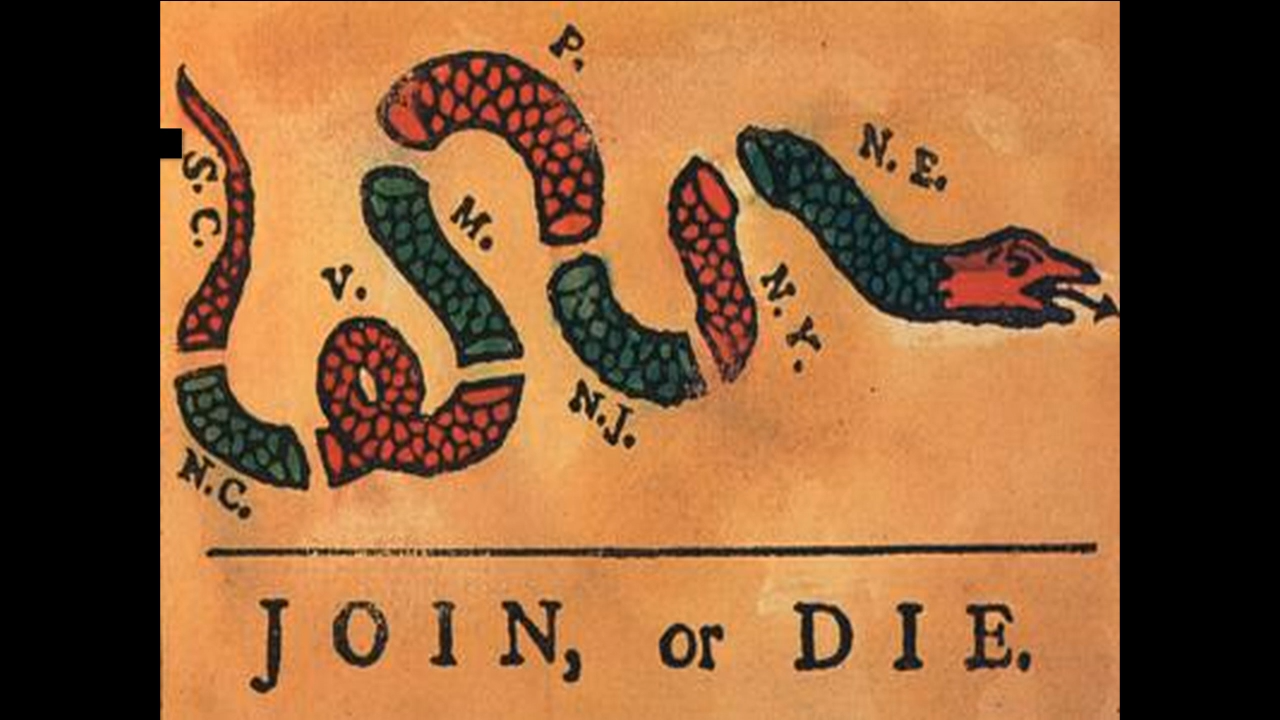 P.
N. E.
S. C.
M.
V.
N. Y.
N.J.
N.C.
JOIN, or DIE.